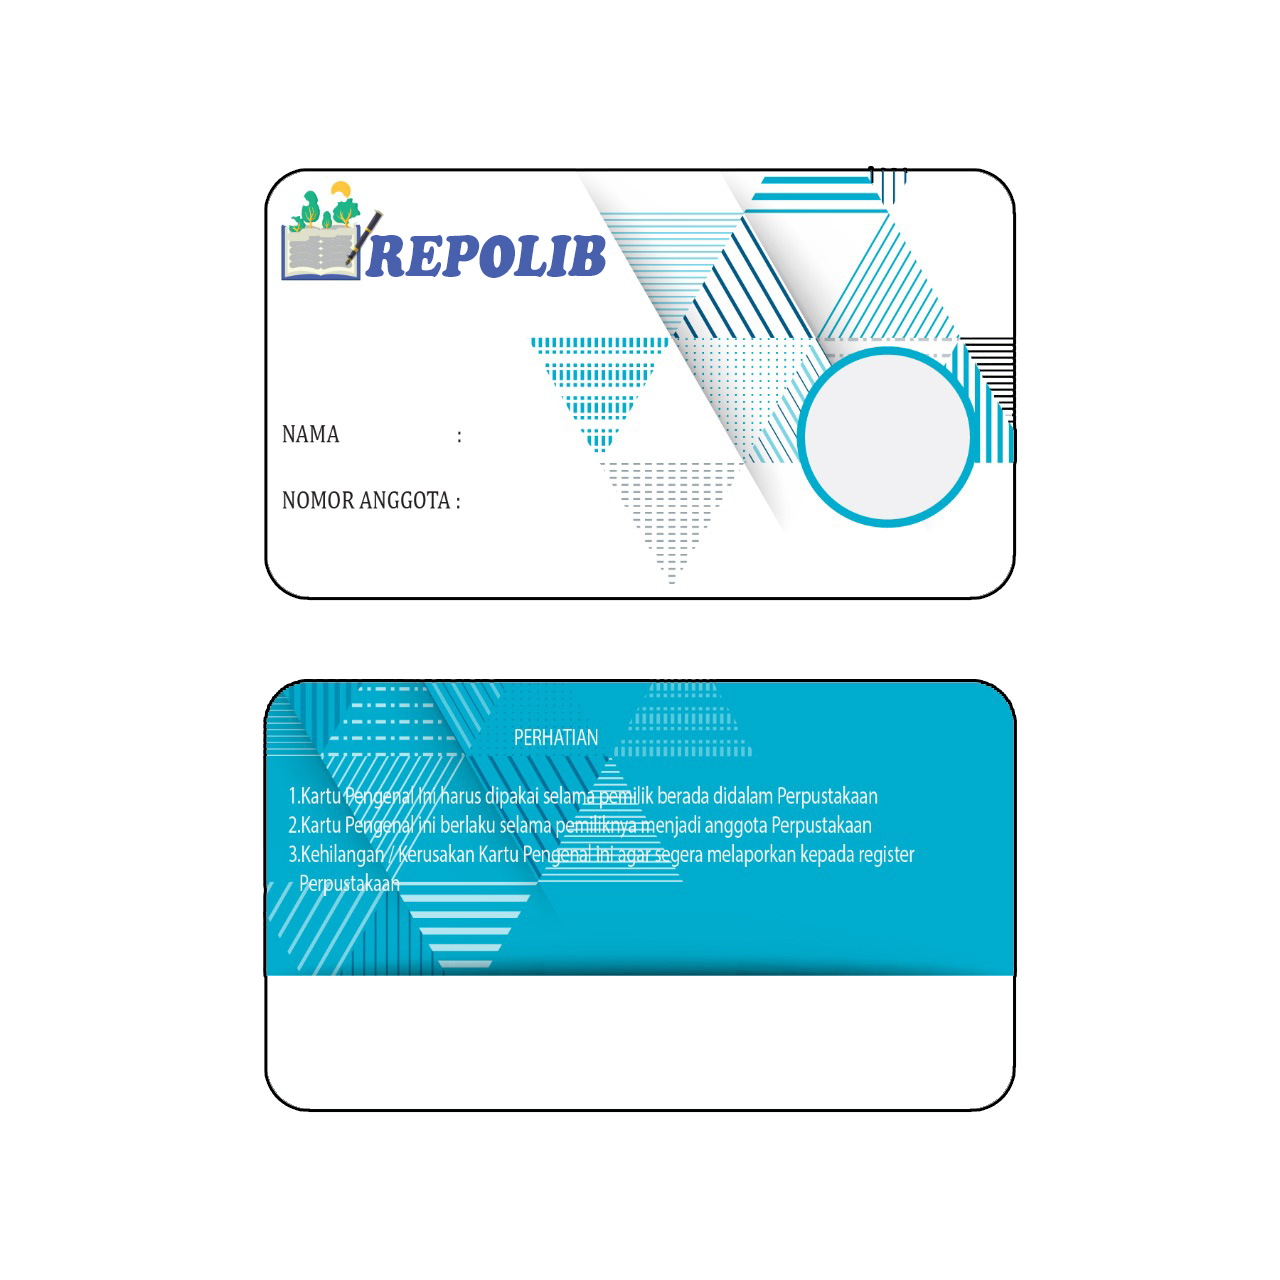 REPOLIB
NAMA :
NOMOR ANGGOTA :
PERHATIAN
1.Kartu Pengenal Ini harus dipakai selama pemilik berada didalam Perpustakaan
2.Kartu Pengenal ini berlaku selama pemiliknya menjadi anggota Perpustakaan
3.Kehilangan / Kerusakan Kartu Pengenal ini agar segera melaporkan kepada register
Perpustakaan